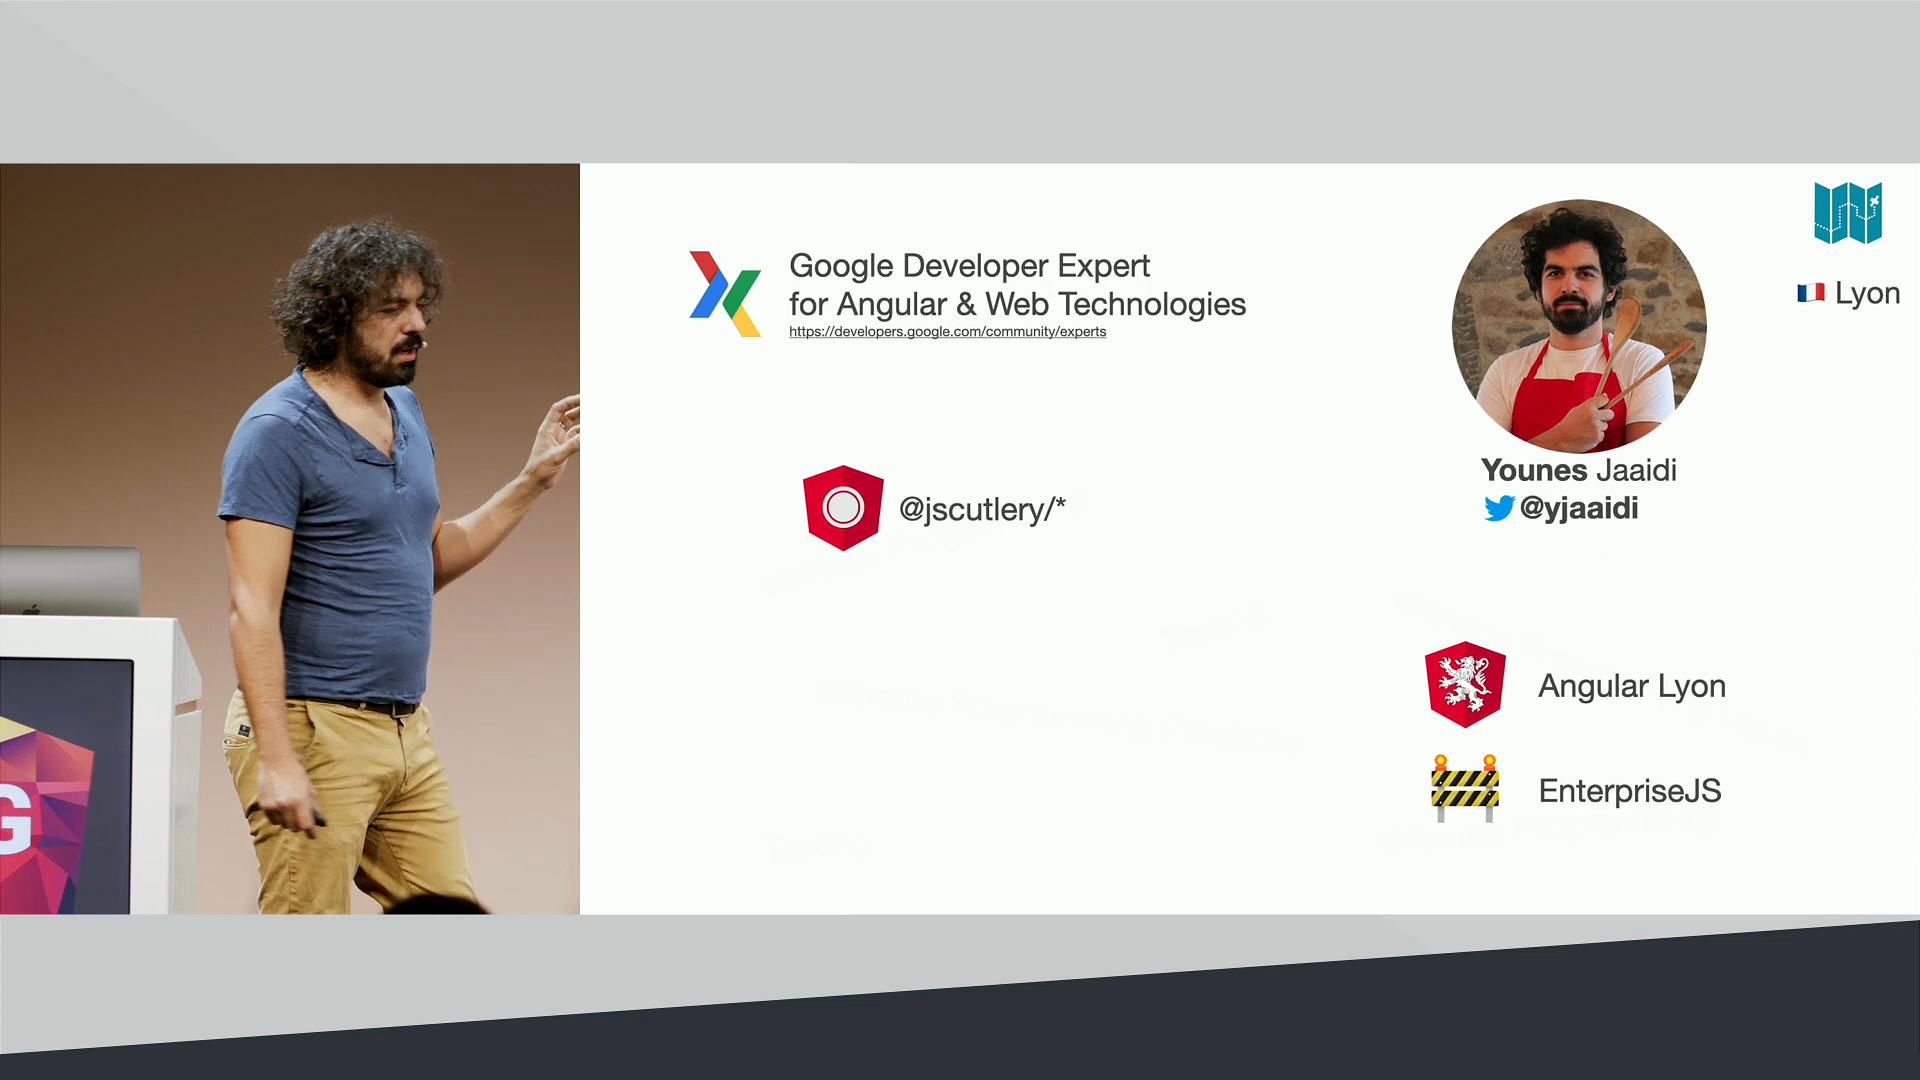 Google Developer Expert
for Angular & Web Technologies
https://developers.google.com/community/experts
@jscutlery/*
Lyon
Younes Jaaidi
@yjaaidi
Angular Lyon
EnterpriseJS
G